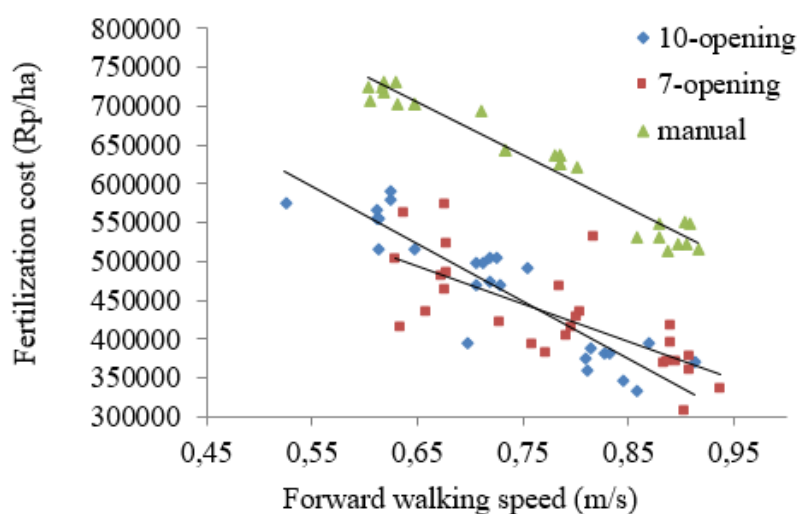 800000
750000
700000
650000
600000
550000
500000
450000
400000
350000
300000
Fertilization cost (Rp/ha)
10-opening
7-opening
manual
0,45 0,55 0,65 0,75 0,85 0,95
Forward walking speed (m/s)